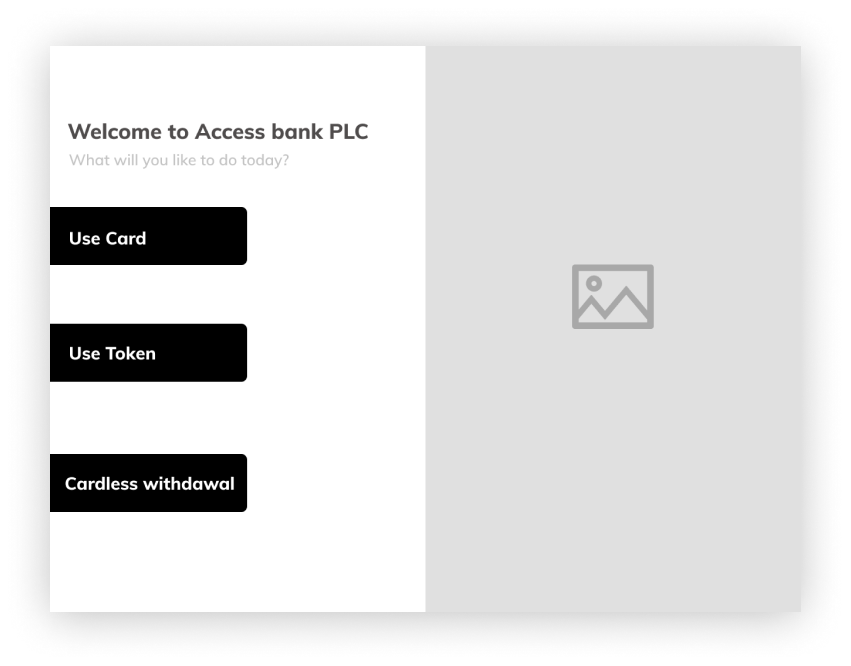 Welcome to Access bank PLC
What will you like to do today?
Use Card
Use Token
Cardless withdawal